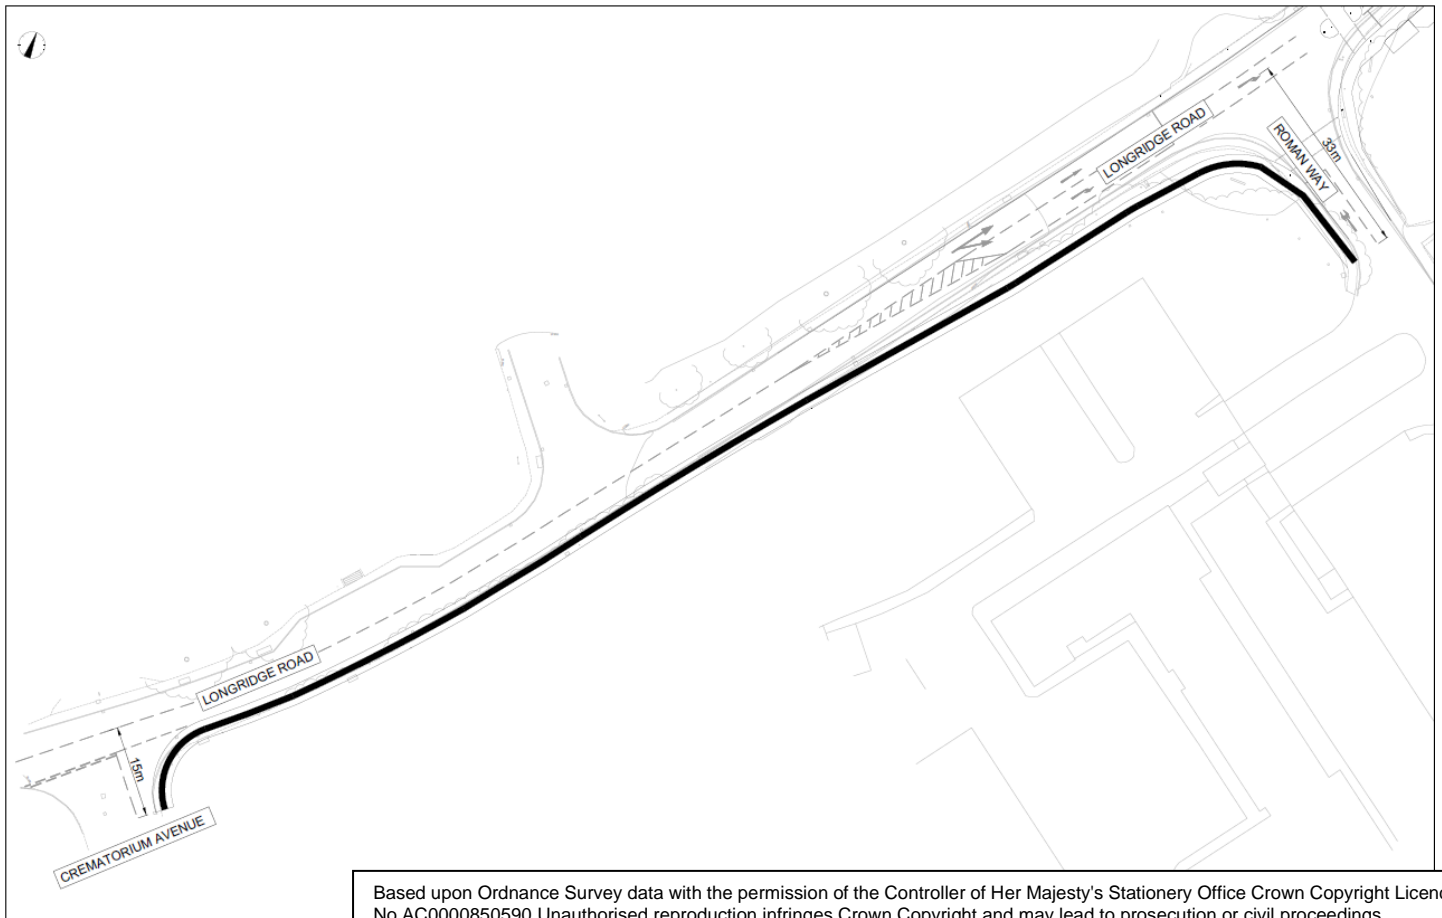 LONGRIDGE ROAD
ROMAN WAY
33m
LONGRIDGE ROAD
15m
CREMATORIUM AVENUE
Based upon Ordnance Survey data with the permission of the Controller of Her Majesty's Stationery Office Crown Copyright Licenc
No AC0000850590 Unauthorised reproduction infringes Crown Copyright and may lead to prosecution or civil proceedings